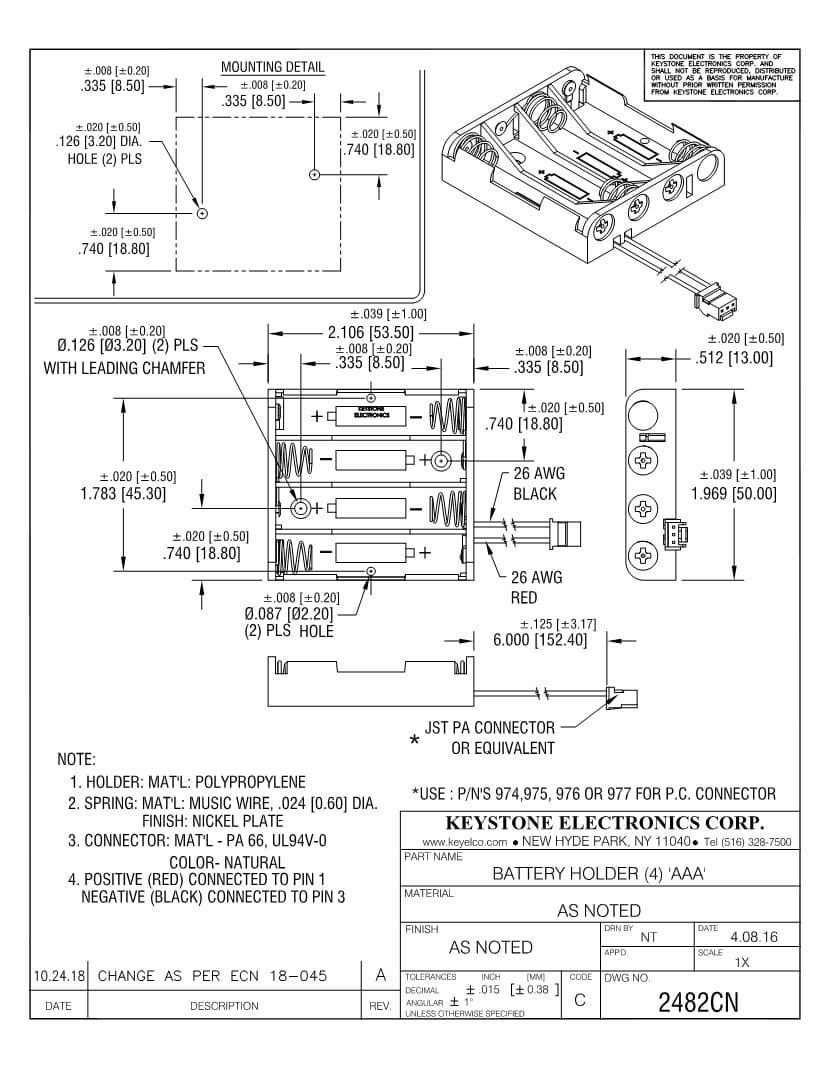 ±.008 [±0.20]
.335 [8.50]
MOUNTING DETAIL
±.008 [±0.20]
.335 [8.50]
±.020 [±0.50]
.126 [3.20] DIA.
HOLE (2) PLS
±.020 [±0.50]
.740 [18.80]
±.020 [±0.50]
.740 [18.80]
THIS DOCUMENT IS THE PROPERTY OF
KEYSTONE ELECTRONICS CORP. AND
SHALL NOT BE REPRODUCED, DISTRIBUTED
OR USED AS A BASIS FOR MANUFACTURE
WITHOUT PRIOR WRITTEN PERMISSION
FROM KEYSTONE ELECTRONICS CORP.
±.039 [±1.00]
2.106 [53.50]
±.008 [±0.20]
Ø.126 [Ø3.20] (2) PLS
WITH LEADING CHAMFER
±.008 [±0.20]
.335 [8.50]
±.008 [±0.20]
.335 [8.50]
±.020 [±0.50]
.512 [13.00]
±.020 [±0.50]
.740 [18.80]
+ KEYSTONE ELECTRONICS −
− +
+ −
− +
26 AWG
BLACK
±.020 [±0.50]
1.783 [45.30]
±.039 [±1.00]
1.969 [50.00]
±.020 [±0.50]
.740 [18.80]
26 AWG
RED
±.008 [±0.20]
Ø.087 [Ø2.20]
(2) PLS HOLE
±.125 [±3.17]
6.000 [152.40]
* JST PA CONNECTOR
OR EQUIVALENT
NOTE:
1. HOLDER: MAT'L: POLYPROPYLENE
2. SPRING: MAT'L: MUSIC WIRE, .024 [0.60] DIA.
FINISH: NICKEL PLATE
3. CONNECTOR: MAT'L - PA 66, UL94V-0
COLOR- NATURAL
4. POSITIVE (RED) CONNECTED TO PIN 1
NEGATIVE (BLACK) CONNECTED TO PIN 3
*USE : P/N'S 974,975, 976 OR 977 FOR P.C. CONNECTOR
KEYSTONE ELECTRONICS CORP.
www.keyelco.com ● NEW HYDE PARK, NY 11040 ● Tel (516) 328-7500
PART NAME
BATTERY HOLDER (4) 'AAA'
MATERIAL
AS NOTED
FINISH
AS NOTED
DRN BY
NT
DATE
4.08.16
APP'D
SCALE
1X
TOLERANCES INCH [MM]
DECIMAL ± .015 [± 0.38 ]
ANGULAR ± 1°
UNLESS OTHERWISE SPECIFIED
CODE
C
DWG NO.
2482CN
10.24.18 CHANGE AS PER ECN 18-045 A
DATE DESCRIPTION REV.